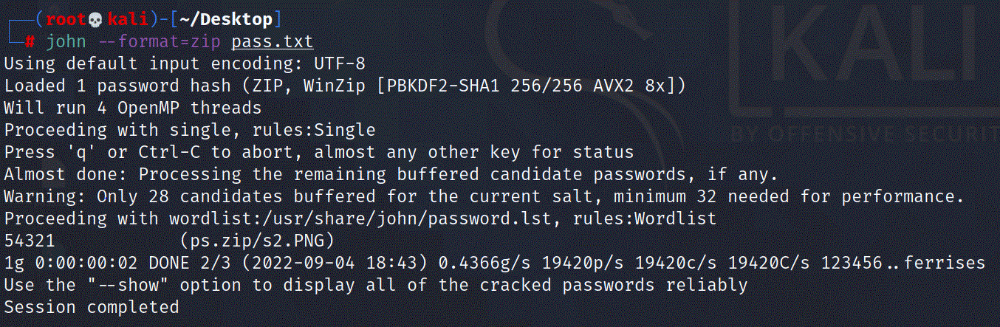 (root💀kali)-[~/Desktop]
# john --format=zip pass.txt
Using default input encoding: UTF-8
Loaded 1 password hash (ZIP, WinZip [PBKDF2-SHA1 256/256 AVX2 8x])
Will run 4 OpenMP threads
Proceeding with single, rules:Single
Press 'q' or Ctrl-C to abort, almost any other key for status
Almost done: Processing the remaining buffered candidate passwords, if any.
Warning: Only 28 candidates buffered for the current salt, minimum 32 needed for performance.
Proceeding with wordlist:/usr/share/john/password.lst, rules:Wordlist
54321            (ps.zip/s2.PNG)
1g 0:00:00:02 DONE 2/3 (2022-09-04 18:43) 0.4366g/s 19420p/s 19420c/s 19420C/s 123456..ferrises
Use the "--show" option to display all of the cracked passwords reliably
Session completed
KALI
BY OFFENSIVE SECURIT